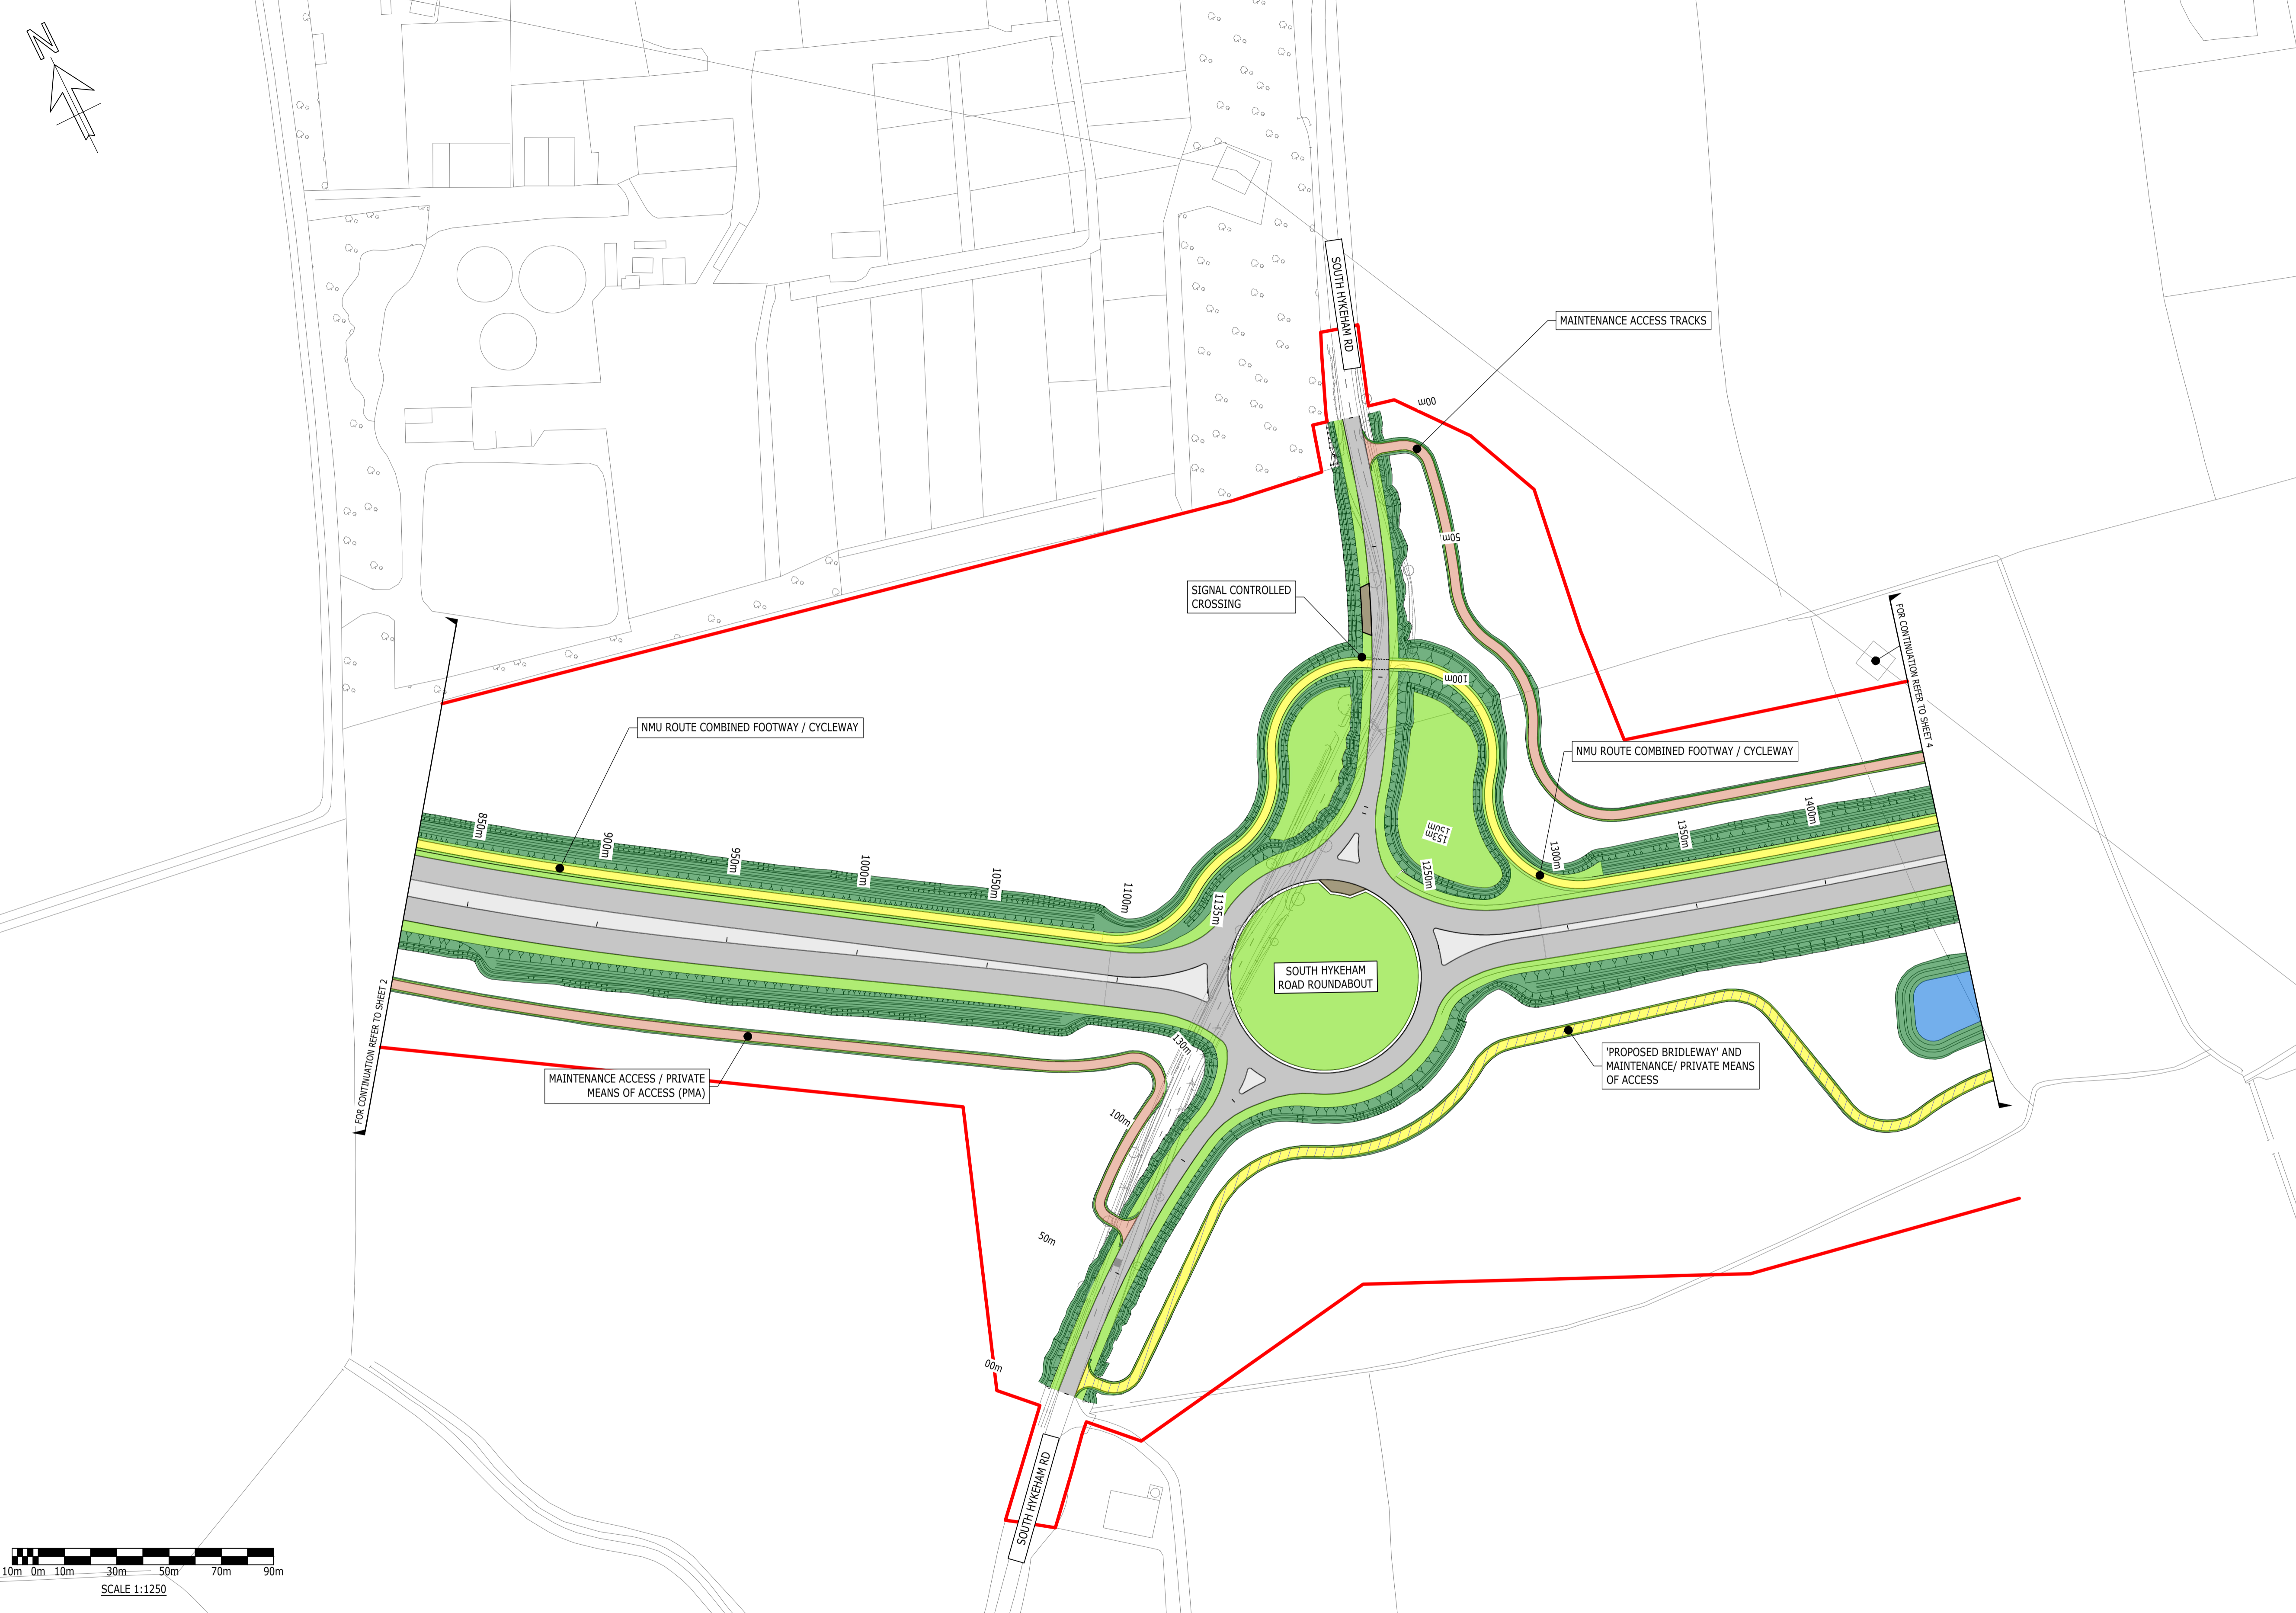 N
SOUTH HYKEHAM RD
MAINTENANCE ACCESS TRACKS
00m
50m
SIGNAL CONTROLLED
CROSSING
FOR CONTINUATION REFER TO SHEET 4
100m
NMU ROUTE COMBINED FOOTWAY / CYCLEWAY
NMU ROUTE COMBINED FOOTWAY / CYCLEWAY
850m
900m
950m
1000m
1050m
1100m
1135m
150m
153m
1250m
1300m
1350m
1400m
SOUTH HYKEHAM
ROAD ROUNDABOUT
FOR CONTINUATION REFER TO SHEET 2
130m
'PROPOSED BRIDLEWAY' AND
MAINTENANCE/ PRIVATE MEANS
OF ACCESS
MAINTENANCE ACCESS / PRIVATE
MEANS OF ACCESS (PMA)
100m
50m
00m
SOUTH HYKEHAM RD
10m 0m 10m 30m 50m 70m 90m
SCALE 1:1250